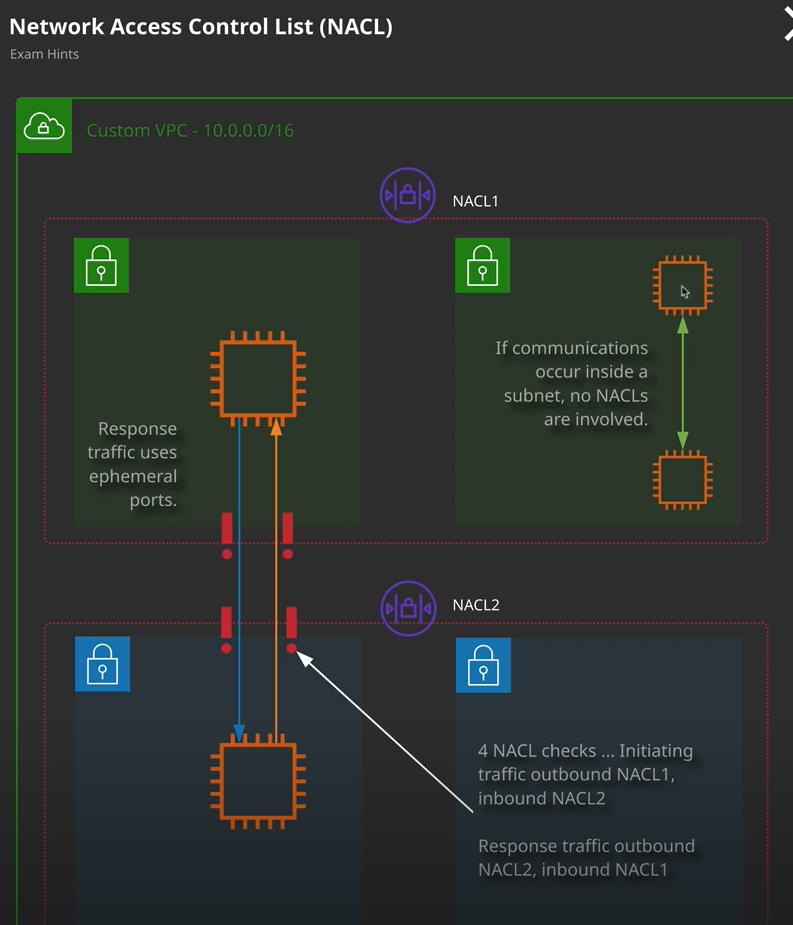 Network Access Control List (NACL)
Exam Hints
Custom VPC - 10.0.0.0/16
NACL1
If communications
occur inside a
subnet, no NACLs
are involved.
Response
traffic uses
ephemeral
ports.
NACL2
4 NACL checks ... Initiating
traffic outbound NACL1,
inbound NACL2
Response traffic outbound
NACL2, inbound NACL1